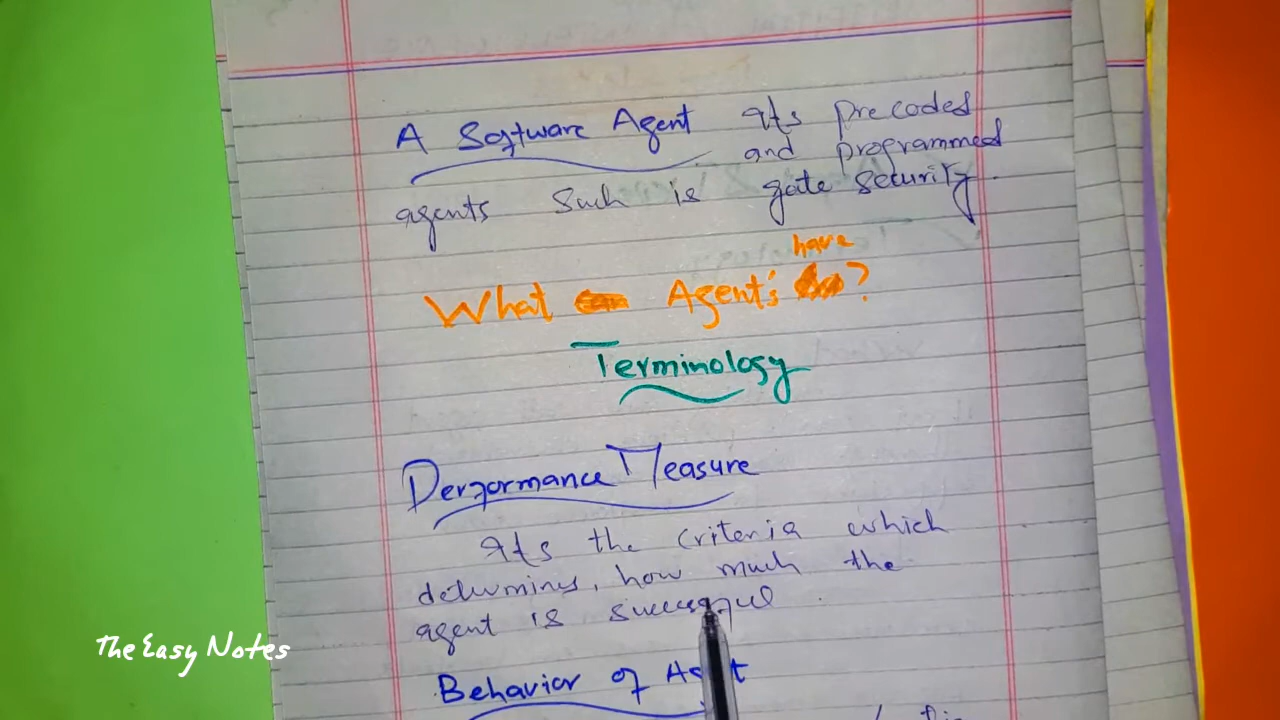 A Software Agent Its precodes
and programmed
agents Such is gate security.
have
What Agent's ?
Terminology
Performance Measure
Its the criteria which
determines, how much the
agent is successful.
Behavior of Agent
The Easy Notes